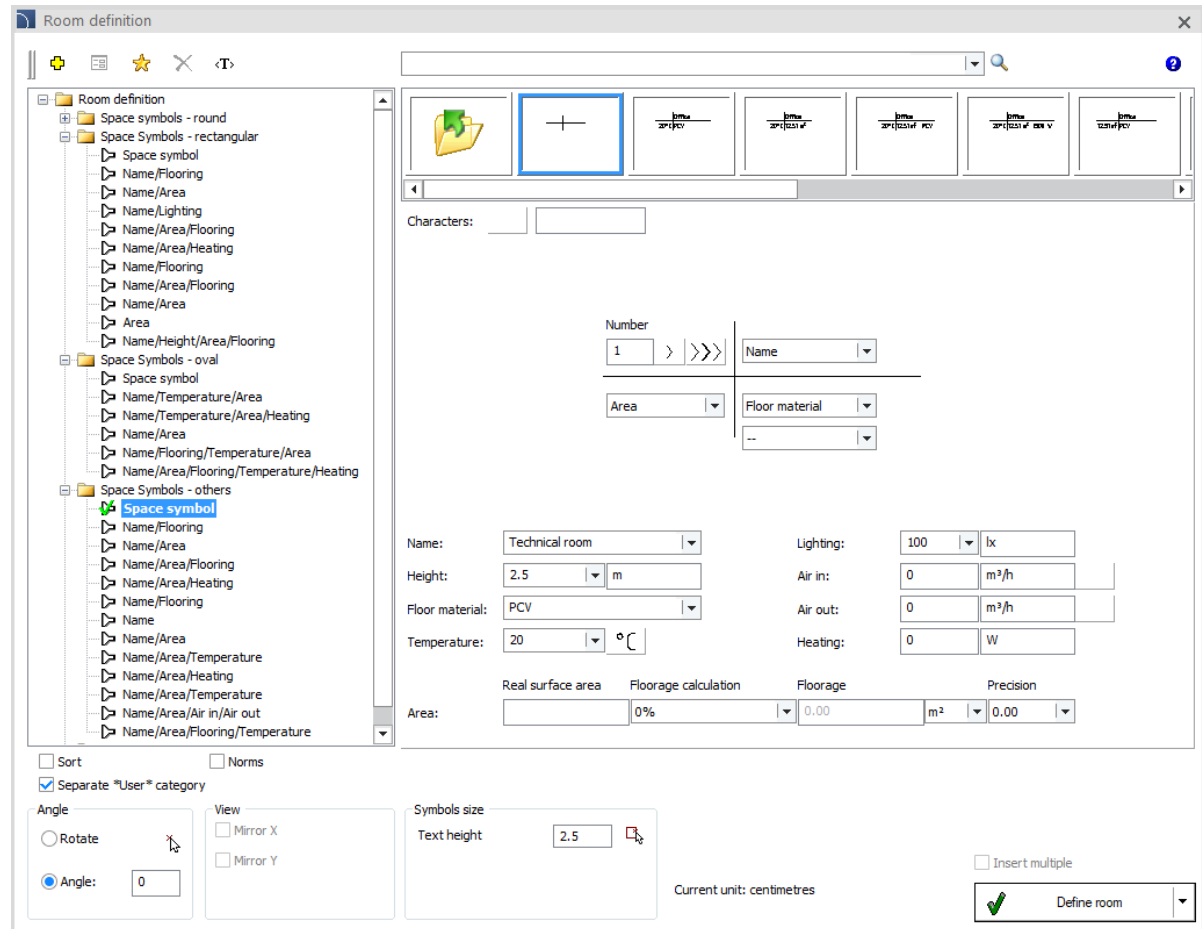 Room definition
<T>
Room definition
Space symbols - round
Space Symbols - rectangular
Space symbol
Name/Flooring
Name/Area
Name/Lighting
Name/Area/Flooring
Name/Area/Heating
Name/Flooring
Name/Area/Flooring
Name/Area
Area
Name/Height/Area/Flooring
Space Symbols - oval
Space symbol
Name/Temperature/Area
Name/Temperature/Area/Heating
Name/Area
Name/Flooring/Temperature/Area
Name/Area/Flooring/Temperature/Heating
Space Symbols - others
Space symbol
Name/Flooring
Name/Area
Name/Area/Flooring
Name/Area/Heating
Name/Flooring
Name
Name/Area
Name/Area/Temperature
Name/Area/Heating
Name/Area/Temperature
Name/Area/Air in/Air out
Name/Area/Flooring/Temperature
Office Office Office Office Office
Characters:
Number
1 Name
Area Floor material
--
Name: Technical room Lighting: 100 lx
Height: 2.5 m Air in: 0 m³/h
Floor material: PCV Air out: 0 m³/h
Temperature: 20 °C Heating: 0 W
Real surface area Floorage calculation Floorage Precision
Area: 0% 0.00 m² 0.00
Sort Norms
Separate *User* category
Angle View Symbols size
Rotate Mirror X Text height 2.5
Mirror Y
Insert multiple
Angle: 0 Current unit: centimetres
Define room